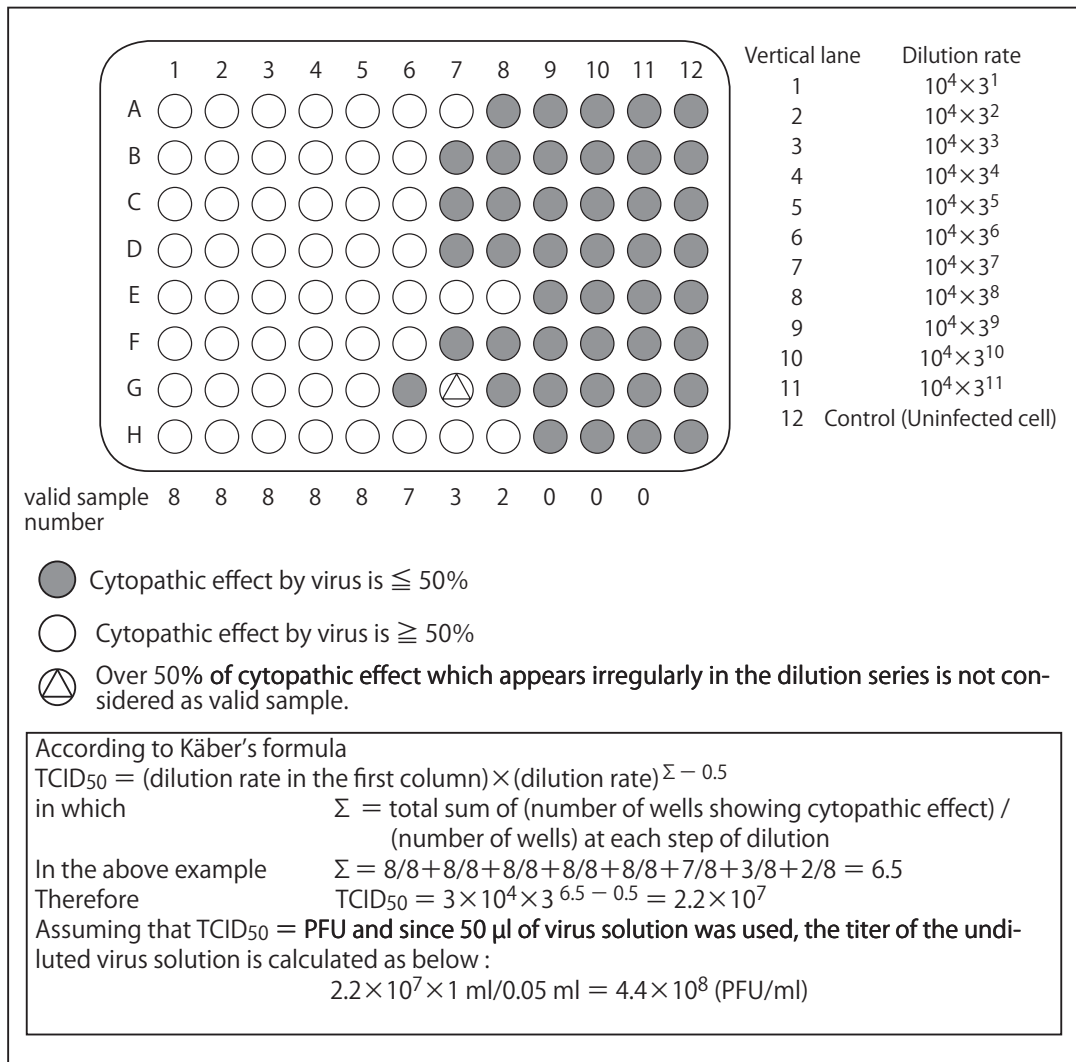 1 2 3 4 5 6 7 8 9 10 11 12
A
B
C
D
E
F
G
H
valid sample 8 8 8 8 8 7 3 2 0 0 0
number
Vertical lane Dilution rate
1 10⁴×3¹
2 10⁴×3²
3 10⁴×3³
4 10⁴×3⁴
5 10⁴×3⁵
6 10⁴×3⁶
7 10⁴×3⁷
8 10⁴×3⁸
9 10⁴×3⁹
10 10⁴×3¹⁰
11 10⁴×3¹¹
12 Control (Uninfected cell)
Cytopathic effect by virus is ≦ 50%
Cytopathic effect by virus is ≧ 50%
Over 50% of cytopathic effect which appears irregularly in the dilution series is not con-
sidered as valid sample.
According to Käber's formula
TCID₅₀ = (dilution rate in the first column)×(dilution rate)^Σ − 0.5
in which Σ = total sum of (number of wells showing cytopathic effect) /
(number of wells) at each step of dilution
In the above example Σ = 8/8+8/8+8/8+8/8+8/8+7/8+3/8+2/8 = 6.5
Therefore TCID₅₀ = 3×10⁴×3^6.5 − 0.5 = 2.2×10⁷
Assuming that TCID₅₀ = PFU and since 50 µl of virus solution was used, the titer of the undi-
luted virus solution is calculated as below :
2.2×10⁷×1 ml/0.05 ml = 4.4×10⁸ (PFU/ml)